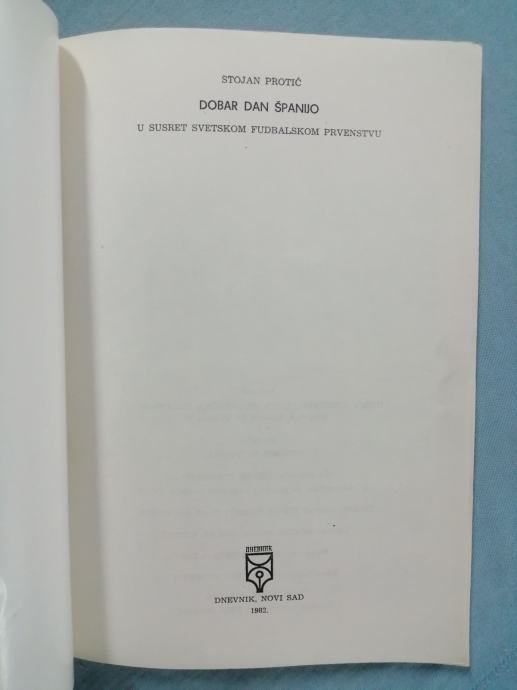 STOJAN PROTIĆ
DOBAR DAN ŠPANIJO
U SUSRET SVETSKOM FUDBALSKOM PRVENSTVU
DNEVNIK
DNEVNIK, NOVI SAD
1982.